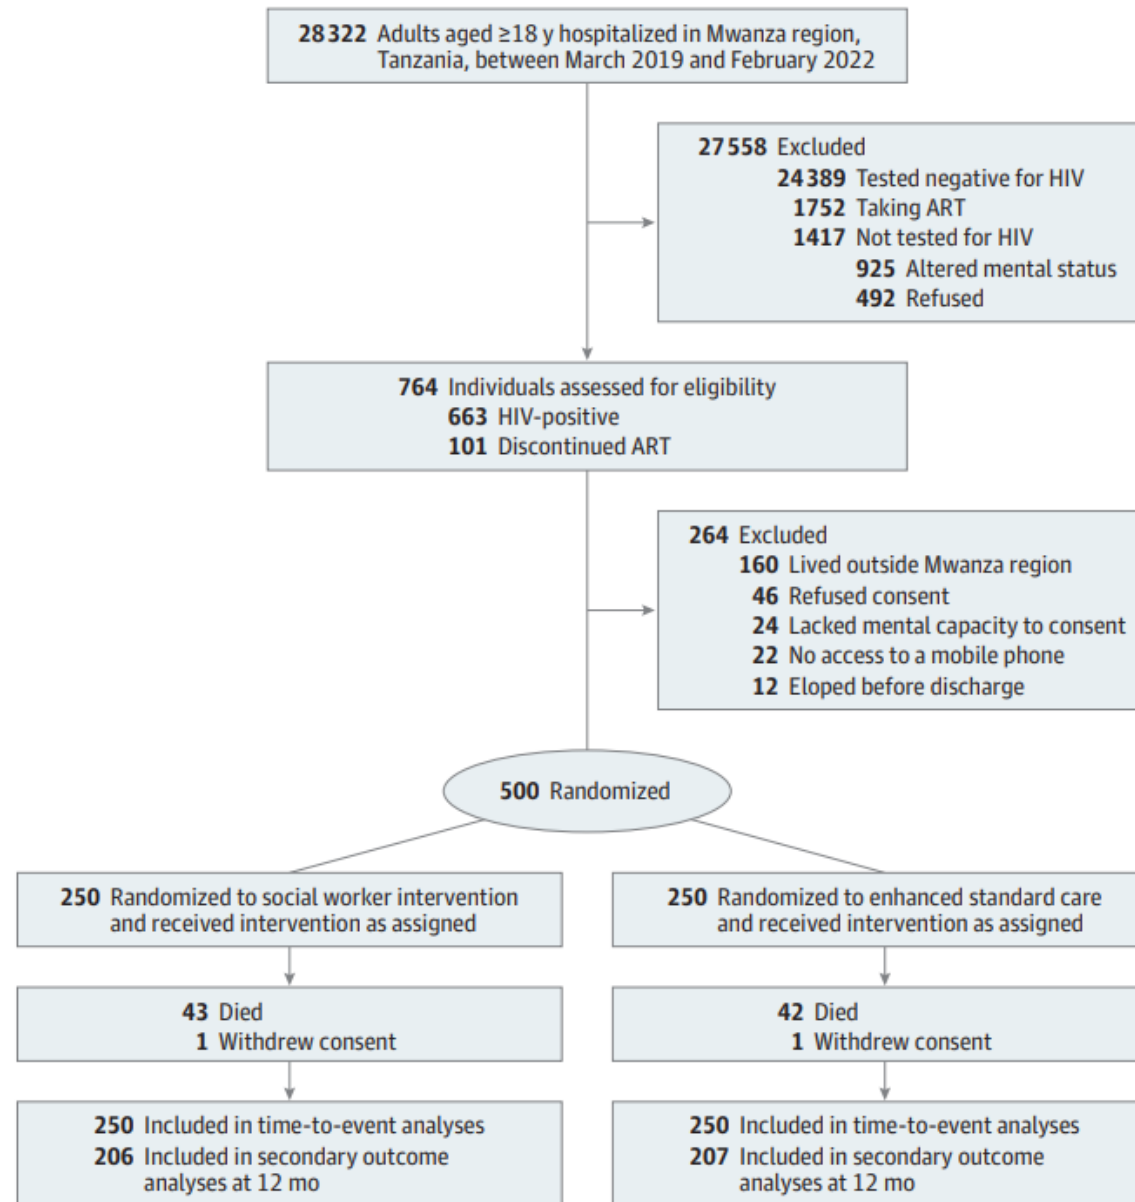 28 322 Adults aged ≥18 y hospitalized in Mwanza region,
Tanzania, between March 2019 and February 2022
27 558 Excluded
24 389 Tested negative for HIV
1752 Taking ART
1417 Not tested for HIV
925 Altered mental status
492 Refused
764 Individuals assessed for eligibility
663 HIV-positive
101 Discontinued ART
264 Excluded
160 Lived outside Mwanza region
46 Refused consent
24 Lacked mental capacity to consent
22 No access to a mobile phone
12 Eloped before discharge
500 Randomized
250 Randomized to social worker intervention
and received intervention as assigned
43 Died
1 Withdrew consent
250 Included in time-to-event analyses
206 Included in secondary outcome
analyses at 12 mo
250 Randomized to enhanced standard care
and received intervention as assigned
42 Died
1 Withdrew consent
250 Included in time-to-event analyses
207 Included in secondary outcome
analyses at 12 mo